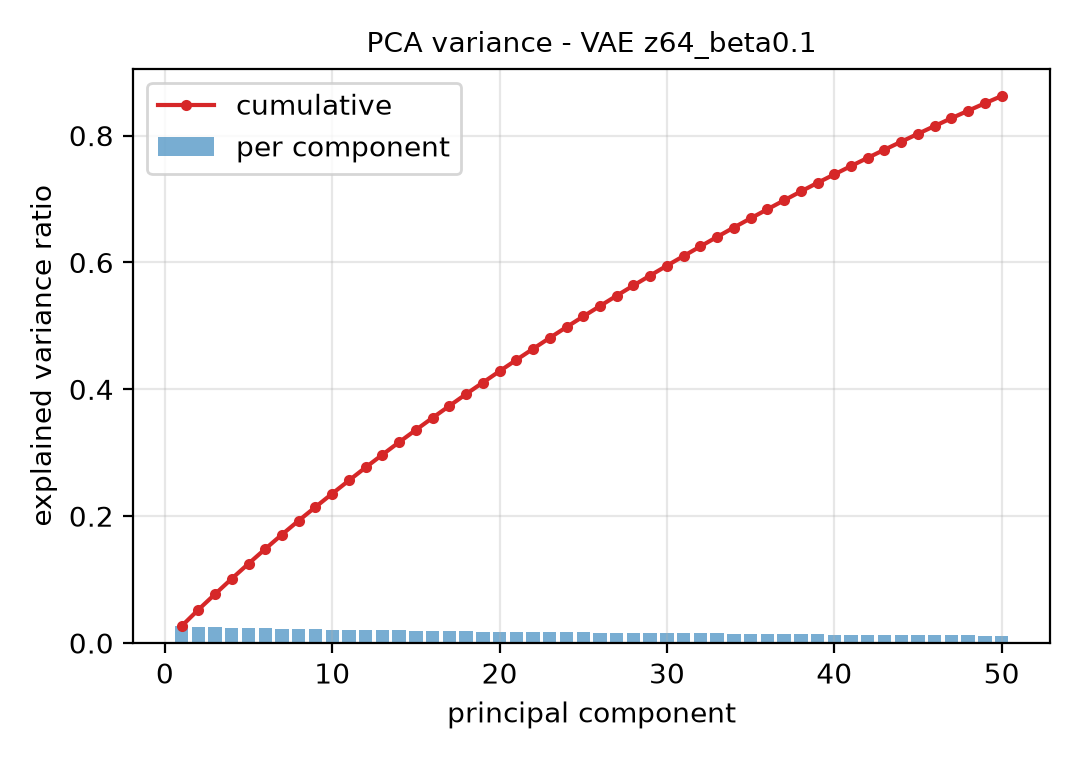 PCA variance - VAE z64_beta0.1
cumulative
per component
explained variance ratio
0.8
0.6
0.4
0.2
0.0
0
10
20
30
40
50
principal component